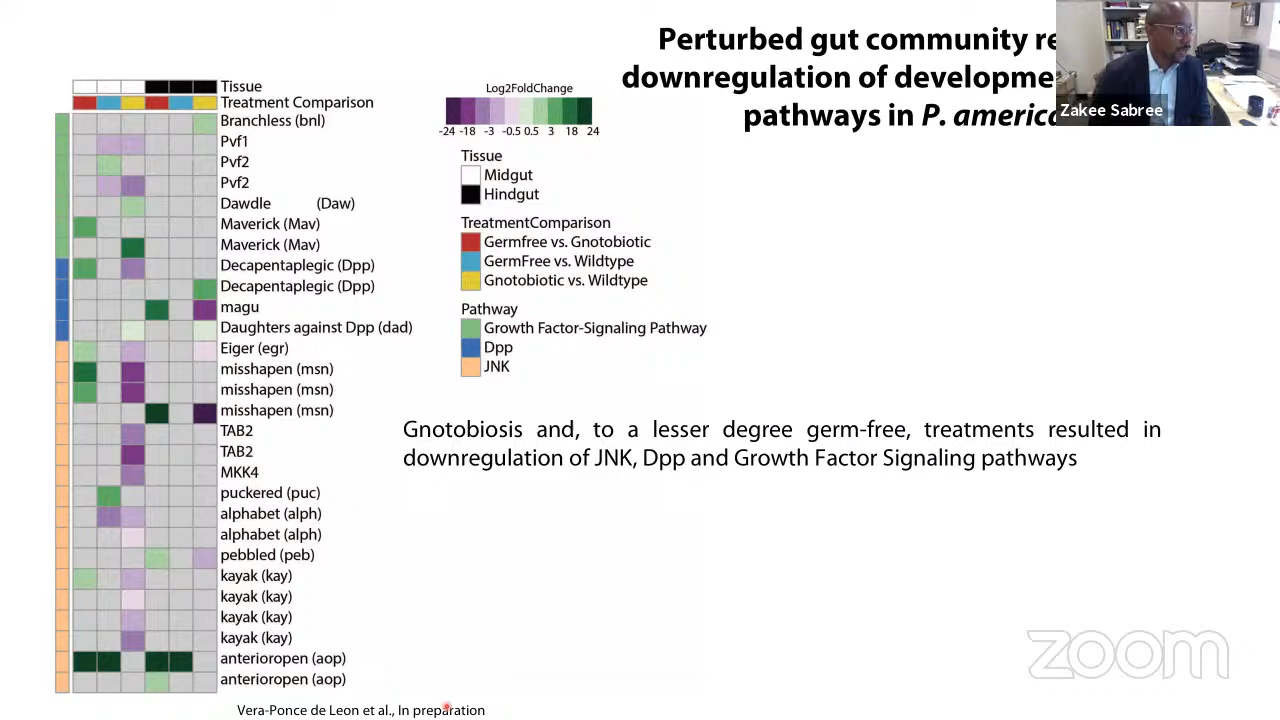 Perturbed gut community re
downregulation of developme
pathways in P. americ
Zakee Sabree
Tissue
Treatment Comparison
Branchless (bnl)
Pvf1
Pvf2
Pvf2
Dawdle (Daw)
Maverick (Mav)
Maverick (Mav)
Decapentaplegic (Dpp)
Decapentaplegic (Dpp)
magu
Daughters against Dpp (dad)
Eiger (egr)
misshapen (msn)
misshapen (msn)
misshapen (msn)
TAB2
TAB2
MKK4
puckered (puc)
alphabet (alph)
alphabet (alph)
pebbled (peb)
kayak (kay)
kayak (kay)
kayak (kay)
kayak (kay)
anterioropen (aop)
anterioropen (aop)
Log2FoldChange
-24 -18 -3 -0.5 0.5 3 18 24
Tissue
Midgut
Hindgut
TreatmentComparison
Germfree vs. Gnotobiotic
GermFree vs. Wildtype
Gnotobiotic vs. Wildtype
Pathway
Growth Factor-Signaling Pathway
Dpp
JNK
Gnotobiosis and, to a lesser degree germ-free, treatments resulted in
downregulation of JNK, Dpp and Growth Factor Signaling pathways
zoom
Vera-Ponce de Leon et al., In preparation